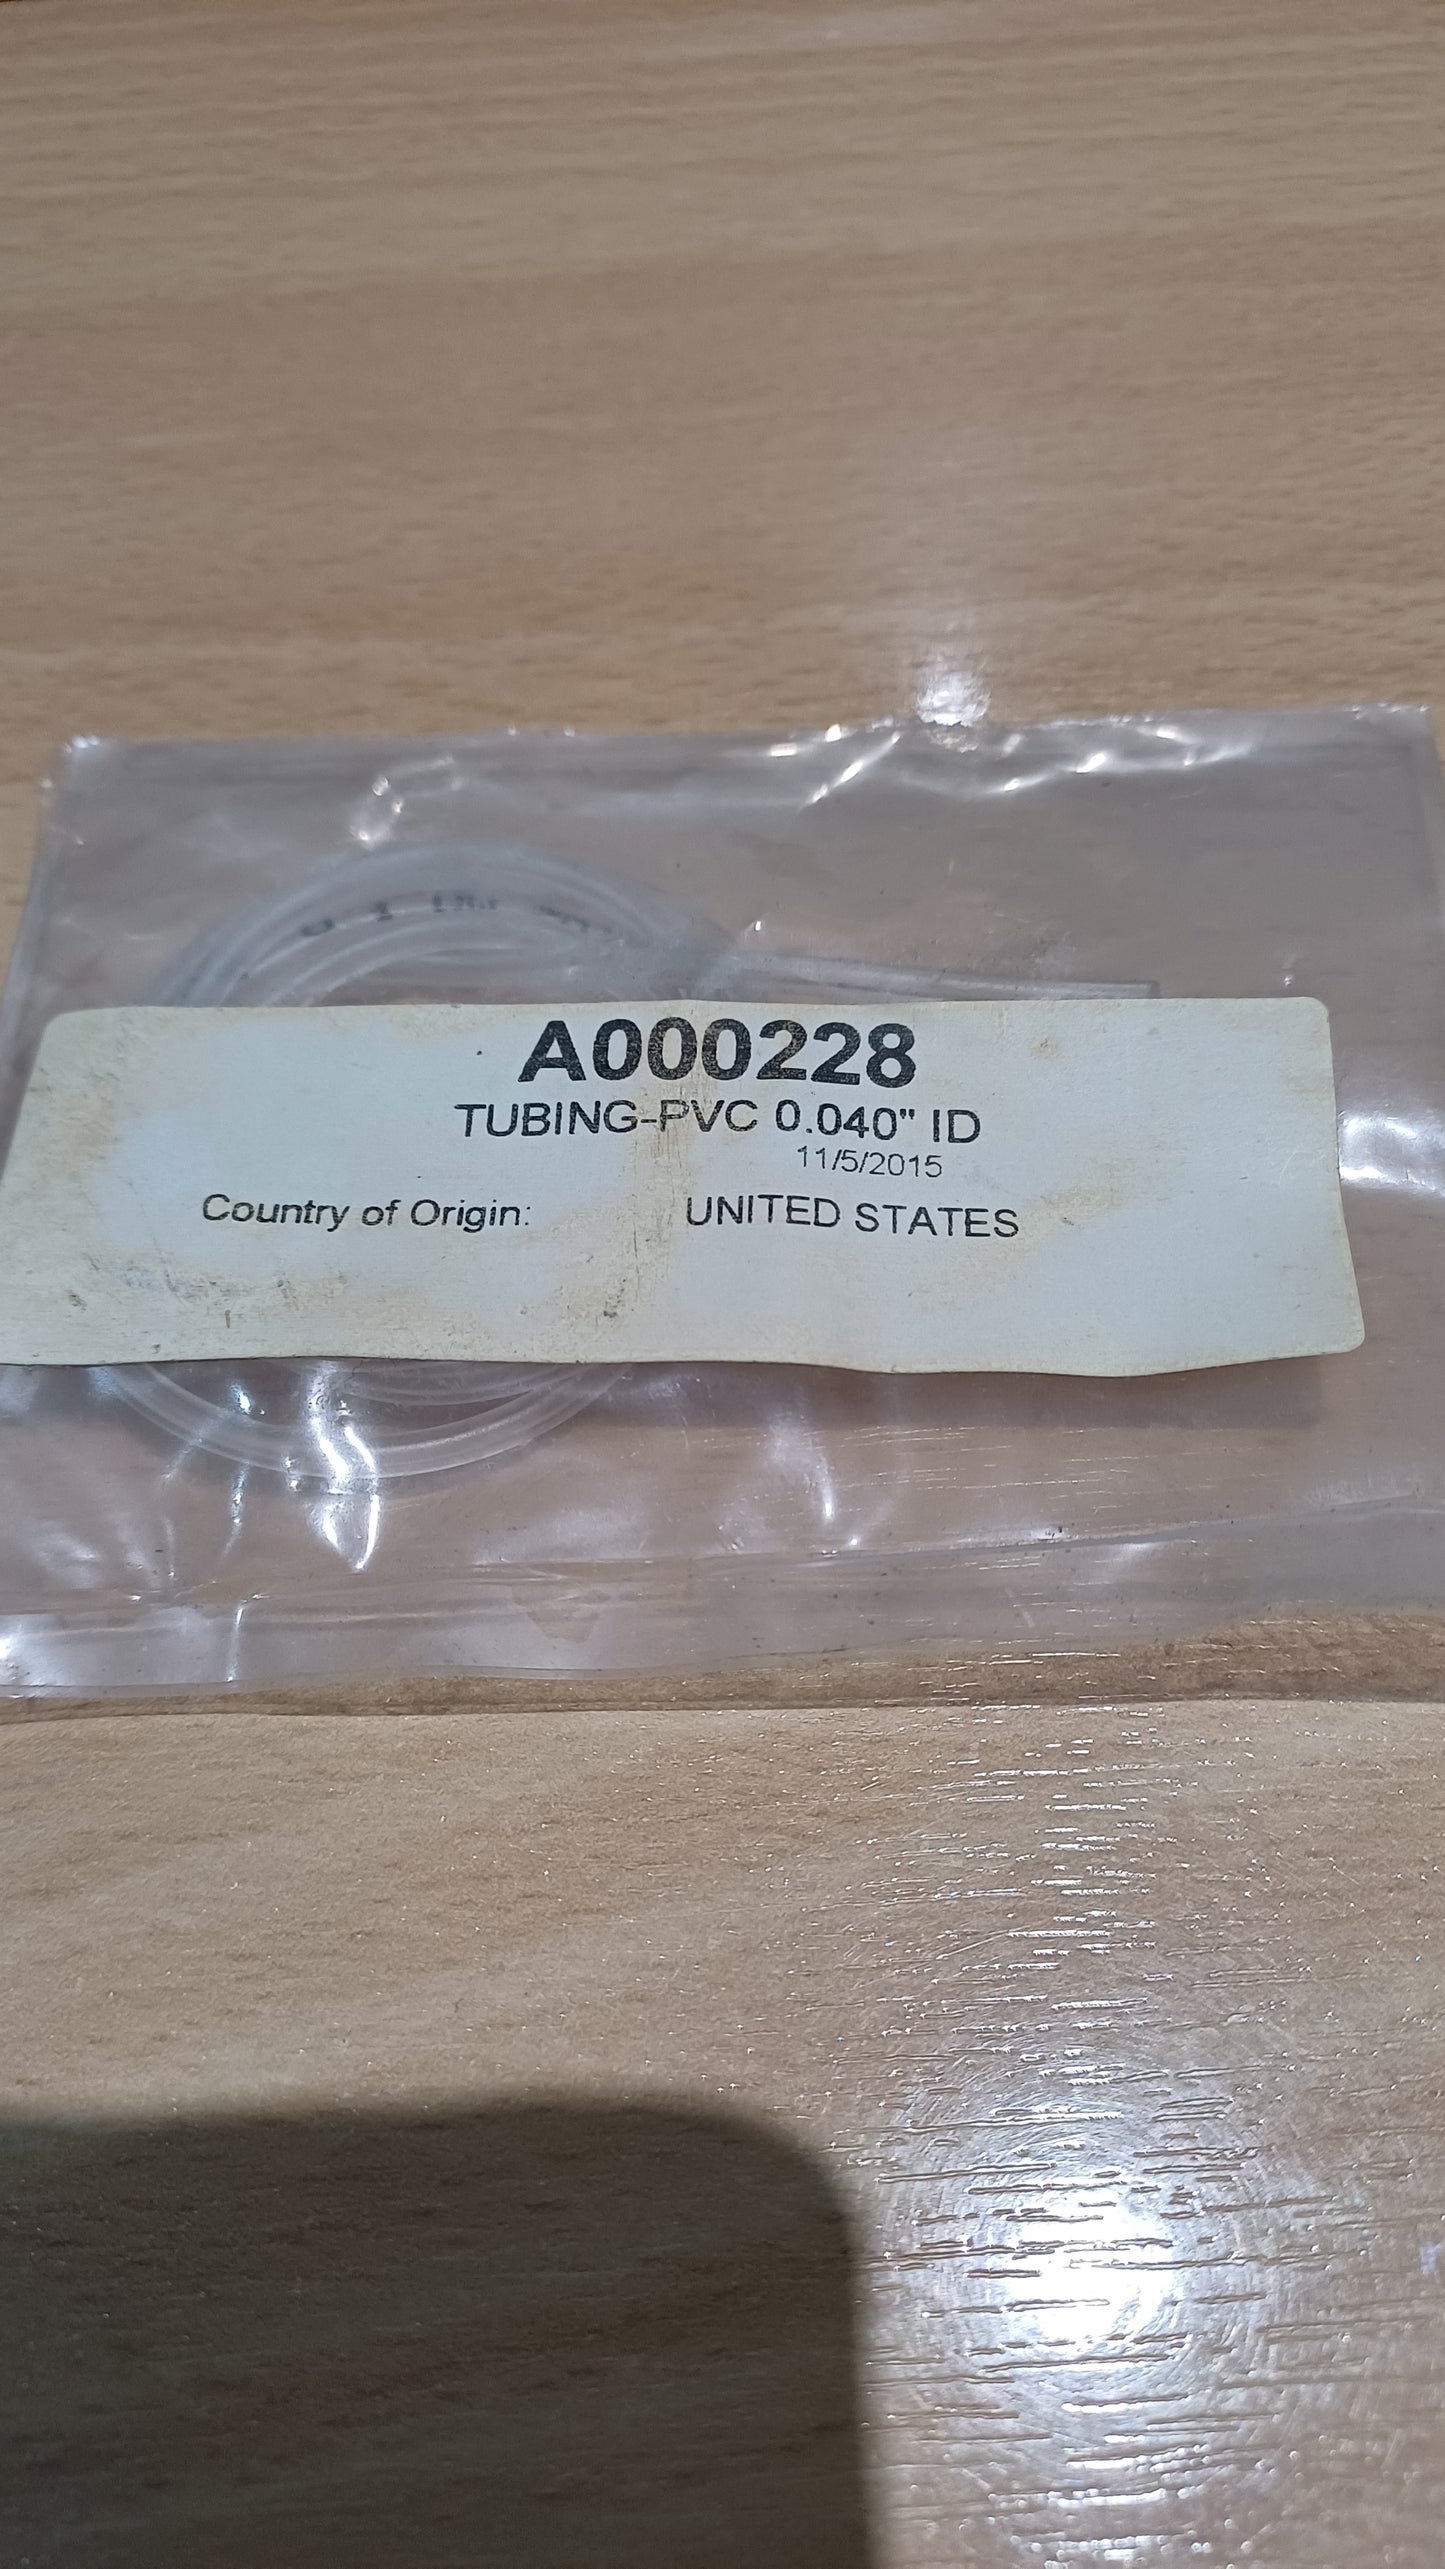 A000228
TUBING-PVC 0.040" ID
11/5/2015
Country of Origin: UNITED STATES